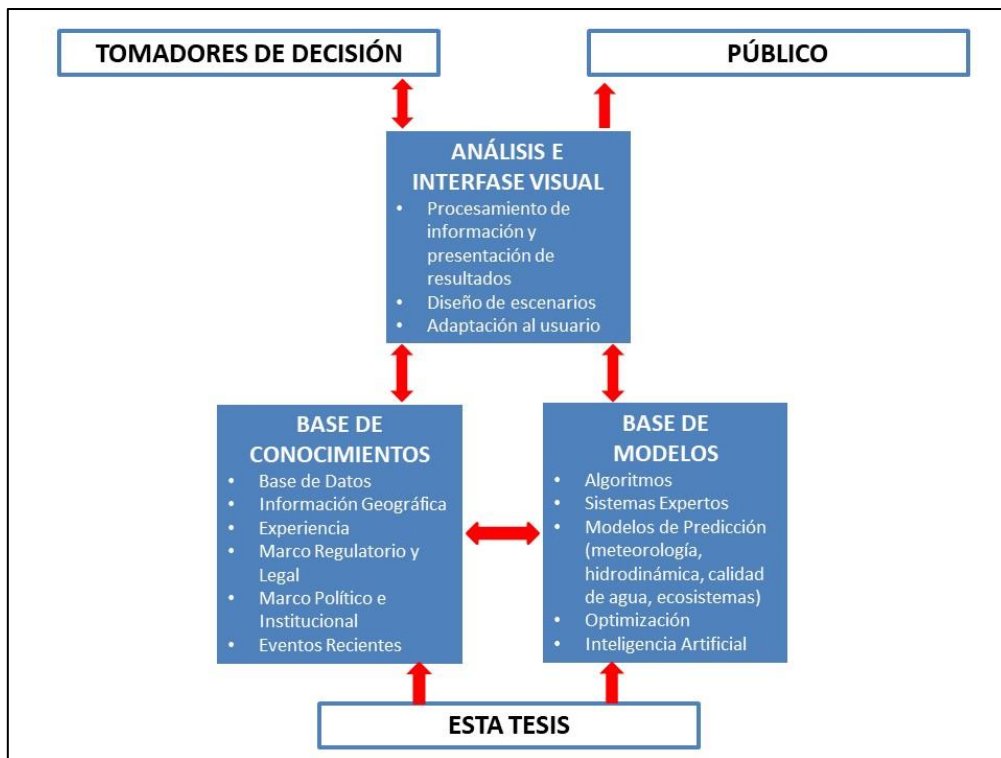 TOMADORES DE DECISIÓN
PÚBLICO
ANÁLISIS E
INTERFASE VISUAL
• Procesamiento de
información y
presentación de
resultados
• Diseño de escenarios
• Adaptación al usuario
BASE DE
CONOCIMIENTOS
• Base de Datos
• Información Geográfica
• Experiencia
• Marco Regulatorio y
Legal
• Marco Político e
Institucional
• Eventos Recientes
BASE DE
MODELOS
• Algoritmos
• Sistemas Expertos
• Modelos de Predicción
(meteorología,
hidrodinámica, calidad
de agua, ecosistemas)
• Optimización
• Inteligencia Artificial
ESTA TESIS